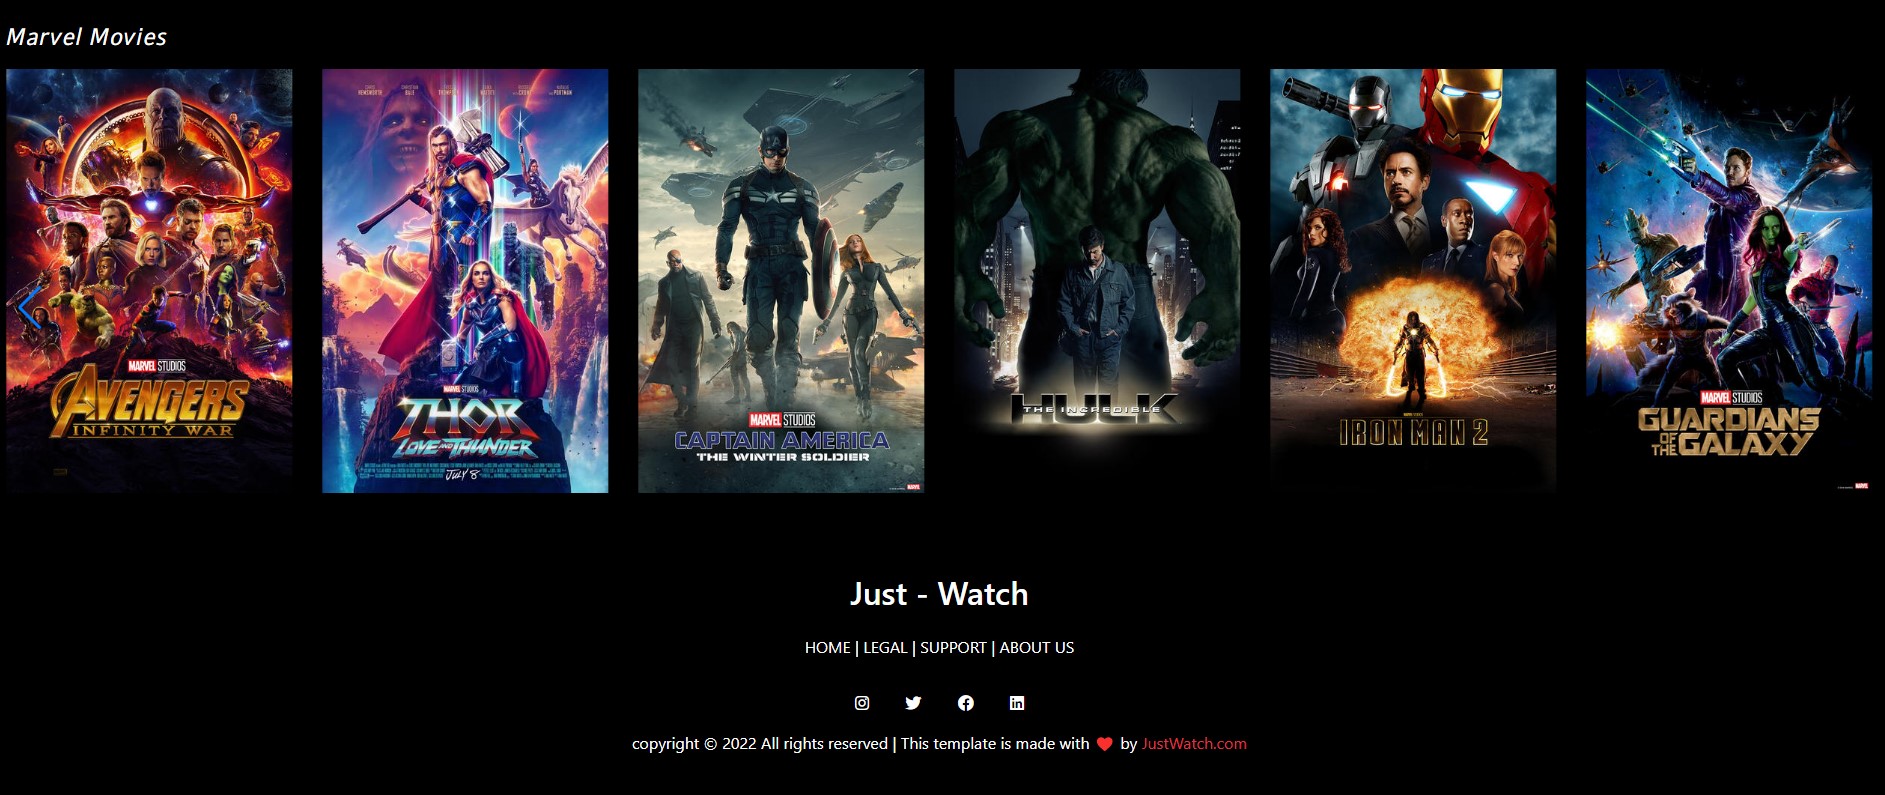 Marvel Movies
MARVEL STUDIOS
AVENGERS
INFINITY WAR
MARVEL STUDIOS
THOR
LOVE AND THUNDER
JULY 8
MARVEL STUDIOS
CAPTAIN AMERICA
THE WINTER SOLDIER
THE INCREDIBLE
HULK
IRON MAN 2
MARVEL STUDIOS
GUARDIANS
OF THE GALAXY
MARVEL
Just - Watch
HOME | LEGAL | SUPPORT | ABOUT US
copyright © 2022 All rights reserved | This template is made with ❤ by JustWatch.com